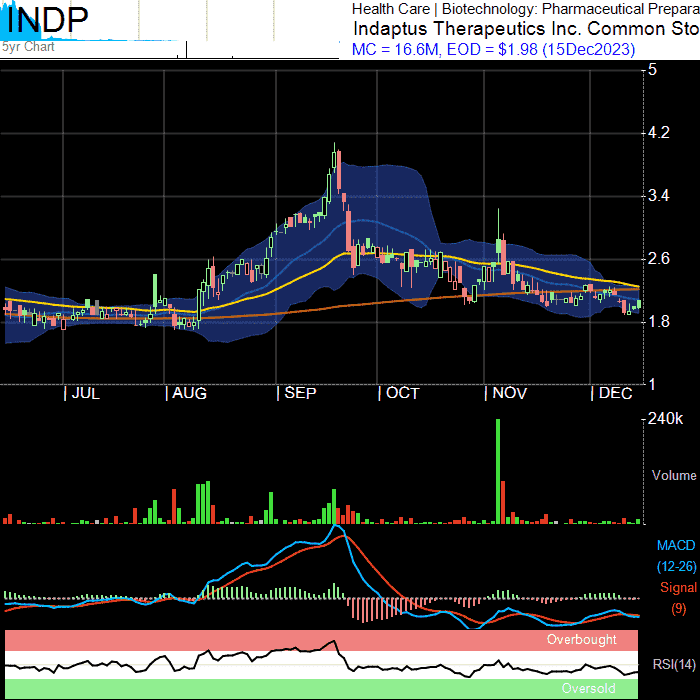 INDP
5yr Chart
Health Care | Biotechnology: Pharmaceutical Prepara
Indaptus Therapeutics Inc. Common Sto
MC = 16.6M, EOD = $1.98 (15Dec2023)
5
4.2
3.4
2.6
1.8
1
| JUL | AUG | SEP | OCT | NOV | DEC
240k
Volume
MACD
(12-26)
Signal
(9)
Overbought
RSI(14)
Oversold